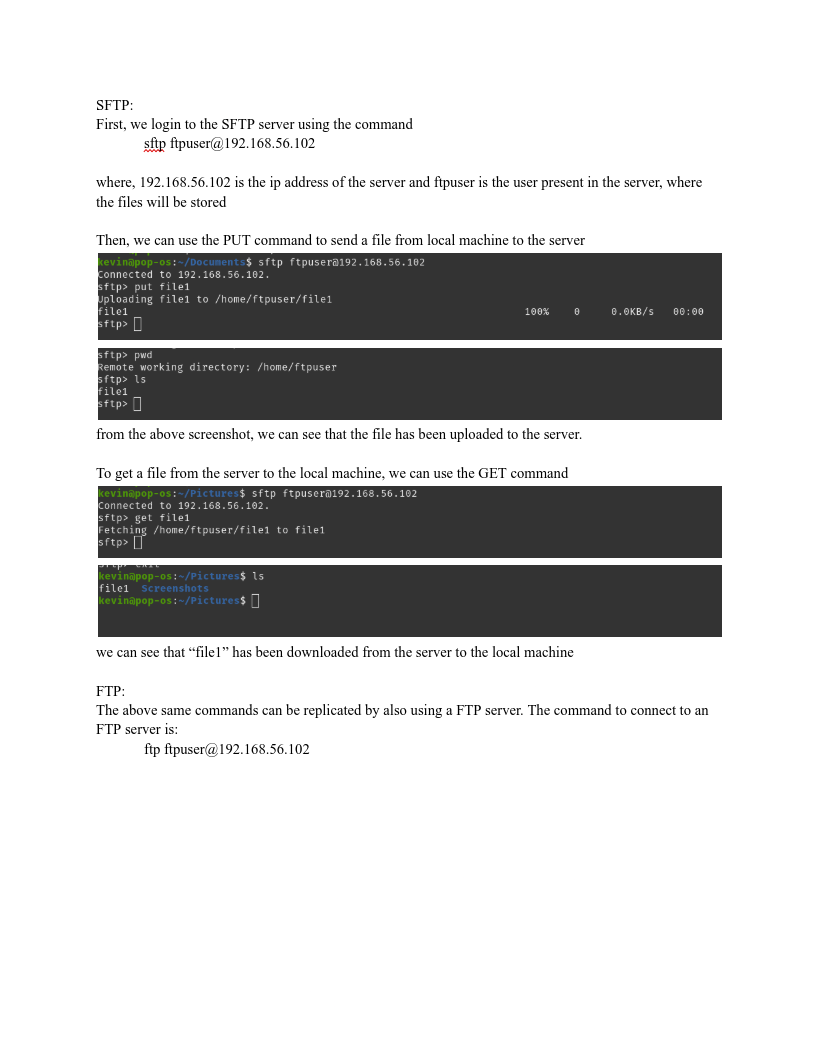 SFTP:
First, we login to the SFTP server using the command
sftp ftpuser@192.168.56.102
where, 192.168.56.102 is the ip address of the server and ftpuser is the user present in the server, where
the files will be stored
Then, we can use the PUT command to send a file from local machine to the server
kevin@pop-os:~/Documents$ sftp ftpuser@192.168.56.102
Connected to 192.168.56.102.
sftp> put file1
Uploading file1 to /home/ftpuser/file1
file1 100% 0 0.0KB/s 00:00
sftp>
sftp> pwd
Remote working directory: /home/ftpuser
sftp> ls
file1
sftp>
from the above screenshot, we can see that the file has been uploaded to the server.
To get a file from the server to the local machine, we can use the GET command
kevin@pop-os:~/Pictures$ sftp ftpuser@192.168.56.102
Connected to 192.168.56.102.
sftp> get file1
Fetching /home/ftpuser/file1 to file1
sftp>
sftp> exit
kevin@pop-os:~/Pictures$ ls
file1 Screenshots
kevin@pop-os:~/Pictures$
we can see that “file1” has been downloaded from the server to the local machine
FTP:
The above same commands can be replicated by also using a FTP server. The command to connect to an
FTP server is:
ftp ftpuser@192.168.56.102